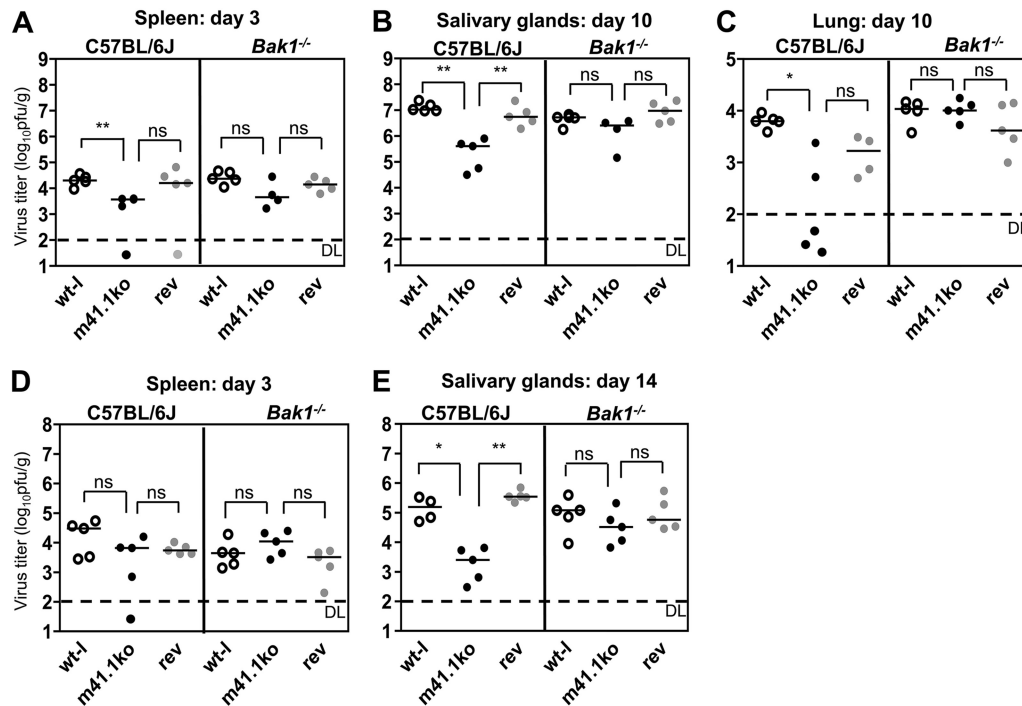 A
Spleen: day 3
C57BL/6J
Bak1-/-
Virus titer (log10pfu/g)
9
8
7
6
5
4
3
2
1
**
ns
ns
ns
DL
wt-I
m41.1ko
rev
wt-I
m41.1ko
rev
B
Salivary glands: day 10
C57BL/6J
Bak1-/-
9
8
7
6
5
4
3
2
1
**
**
ns
ns
DL
wt-I
m41.1ko
rev
wt-I
m41.1ko
rev
C
Lung: day 10
C57BL/6J
Bak1-/-
5
4
3
2
1
*
ns
ns
ns
DL
wt-I
m41.1ko
rev
wt-I
m41.1ko
rev
D
Spleen: day 3
C57BL/6J
Bak1-/-
Virus titer (log10pfu/g)
8
7
6
5
4
3
2
1
ns
ns
ns
ns
DL
wt-I
m41.1ko
rev
wt-I
m41.1ko
rev
E
Salivary glands: day 14
C57BL/6J
Bak1-/-
8
7
6
5
4
3
2
1
*
**
ns
ns
DL
wt-I
m41.1ko
rev
wt-I
m41.1ko
rev